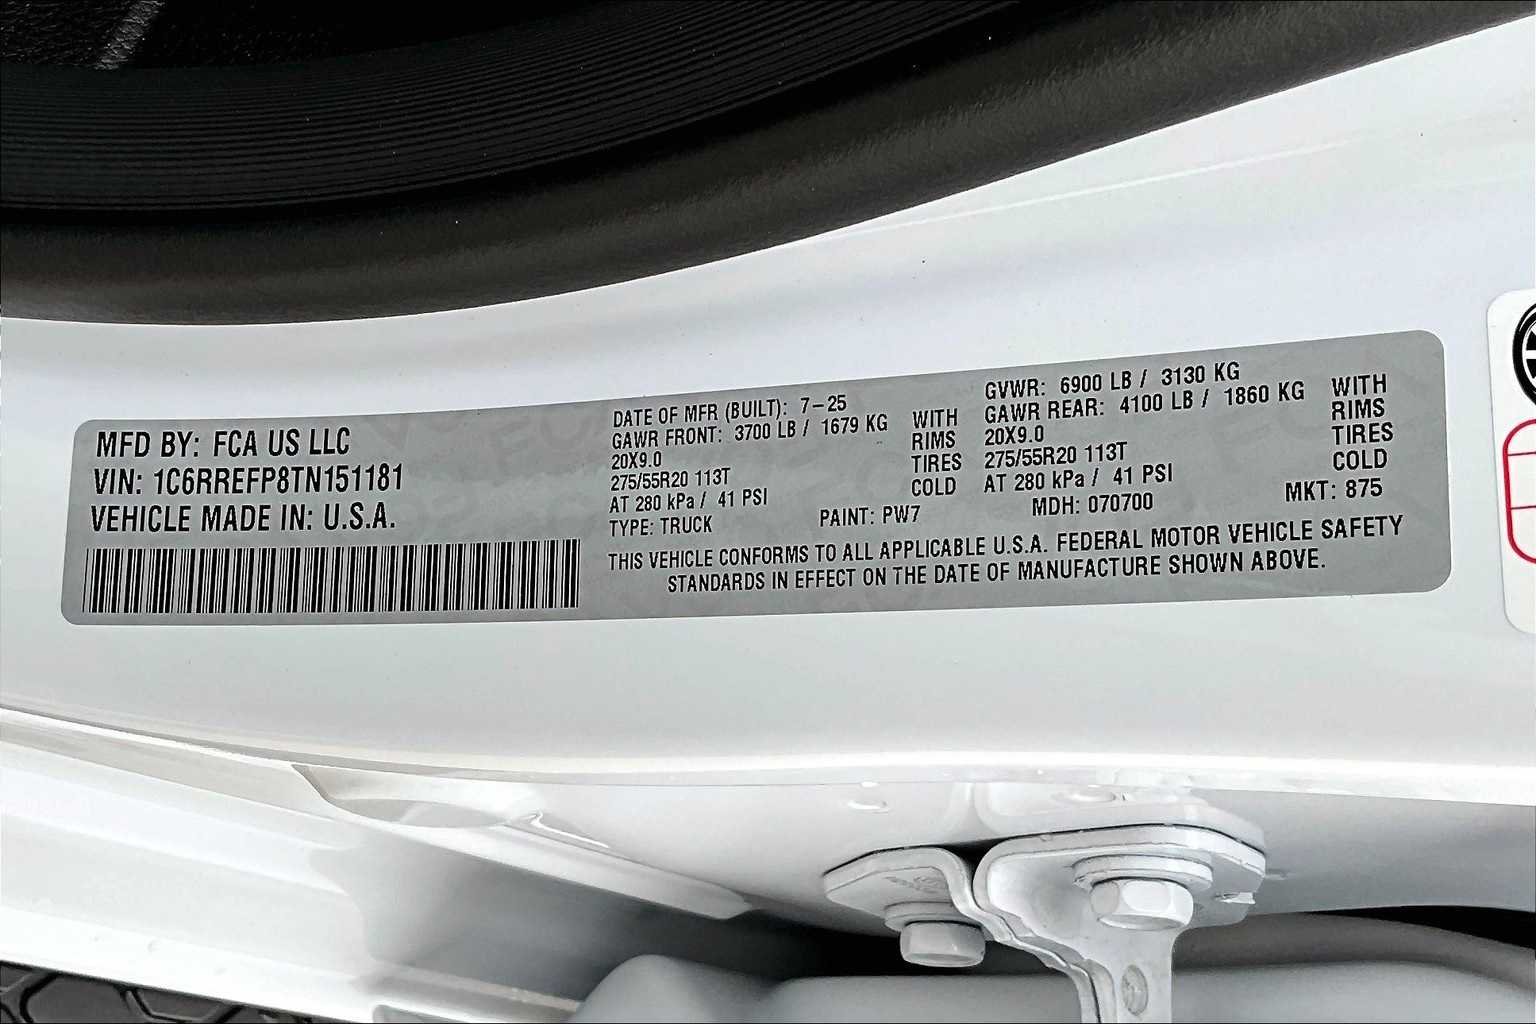 MFD BY: FCA US LLC
VIN: 1C6RREFP8TN151181
VEHICLE MADE IN: U.S.A.
DATE OF MFR (BUILT): 7-25
GAWR FRONT: 3700 LB / 1679 KG WITH
20X9.0 RIMS
275/55R20 113T TIRES
AT 280 kPa / 41 PSI COLD
TYPE: TRUCK PAINT: PW7
GVWR: 6900 LB / 3130 KG
GAWR REAR: 4100 LB / 1860 KG WITH
20X9.0 RIMS
275/55R20 113T TIRES
AT 280 kPa / 41 PSI COLD
MDH: 070700 MKT: 875
THIS VEHICLE CONFORMS TO ALL APPLICABLE U.S.A. FEDERAL MOTOR VEHICLE SAFETY
STANDARDS IN EFFECT ON THE DATE OF MANUFACTURE SHOWN ABOVE.